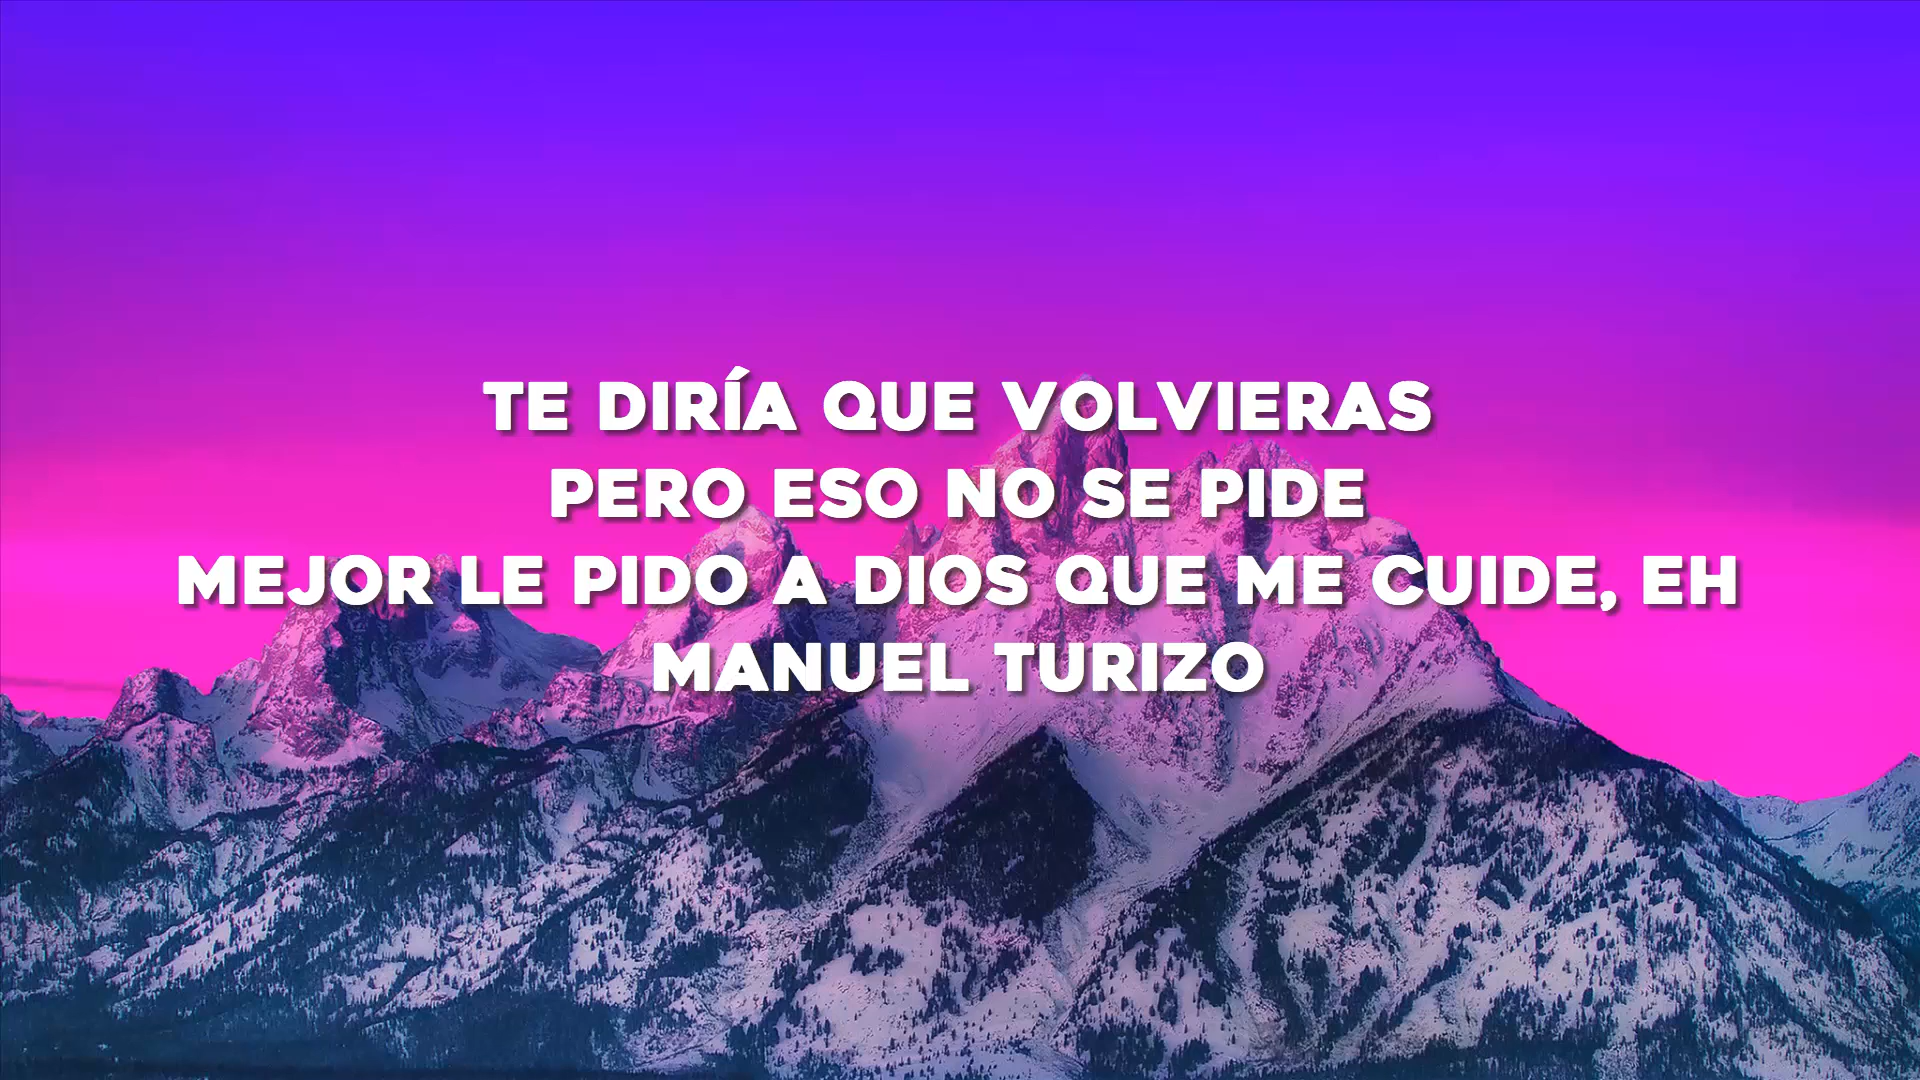 TE DIRÍA QUE VOLVIERAS
PERO ESO NO SE PIDE
MEJOR LE PIDO A DIOS QUE ME CUIDE, EH
MANUEL TURIZO